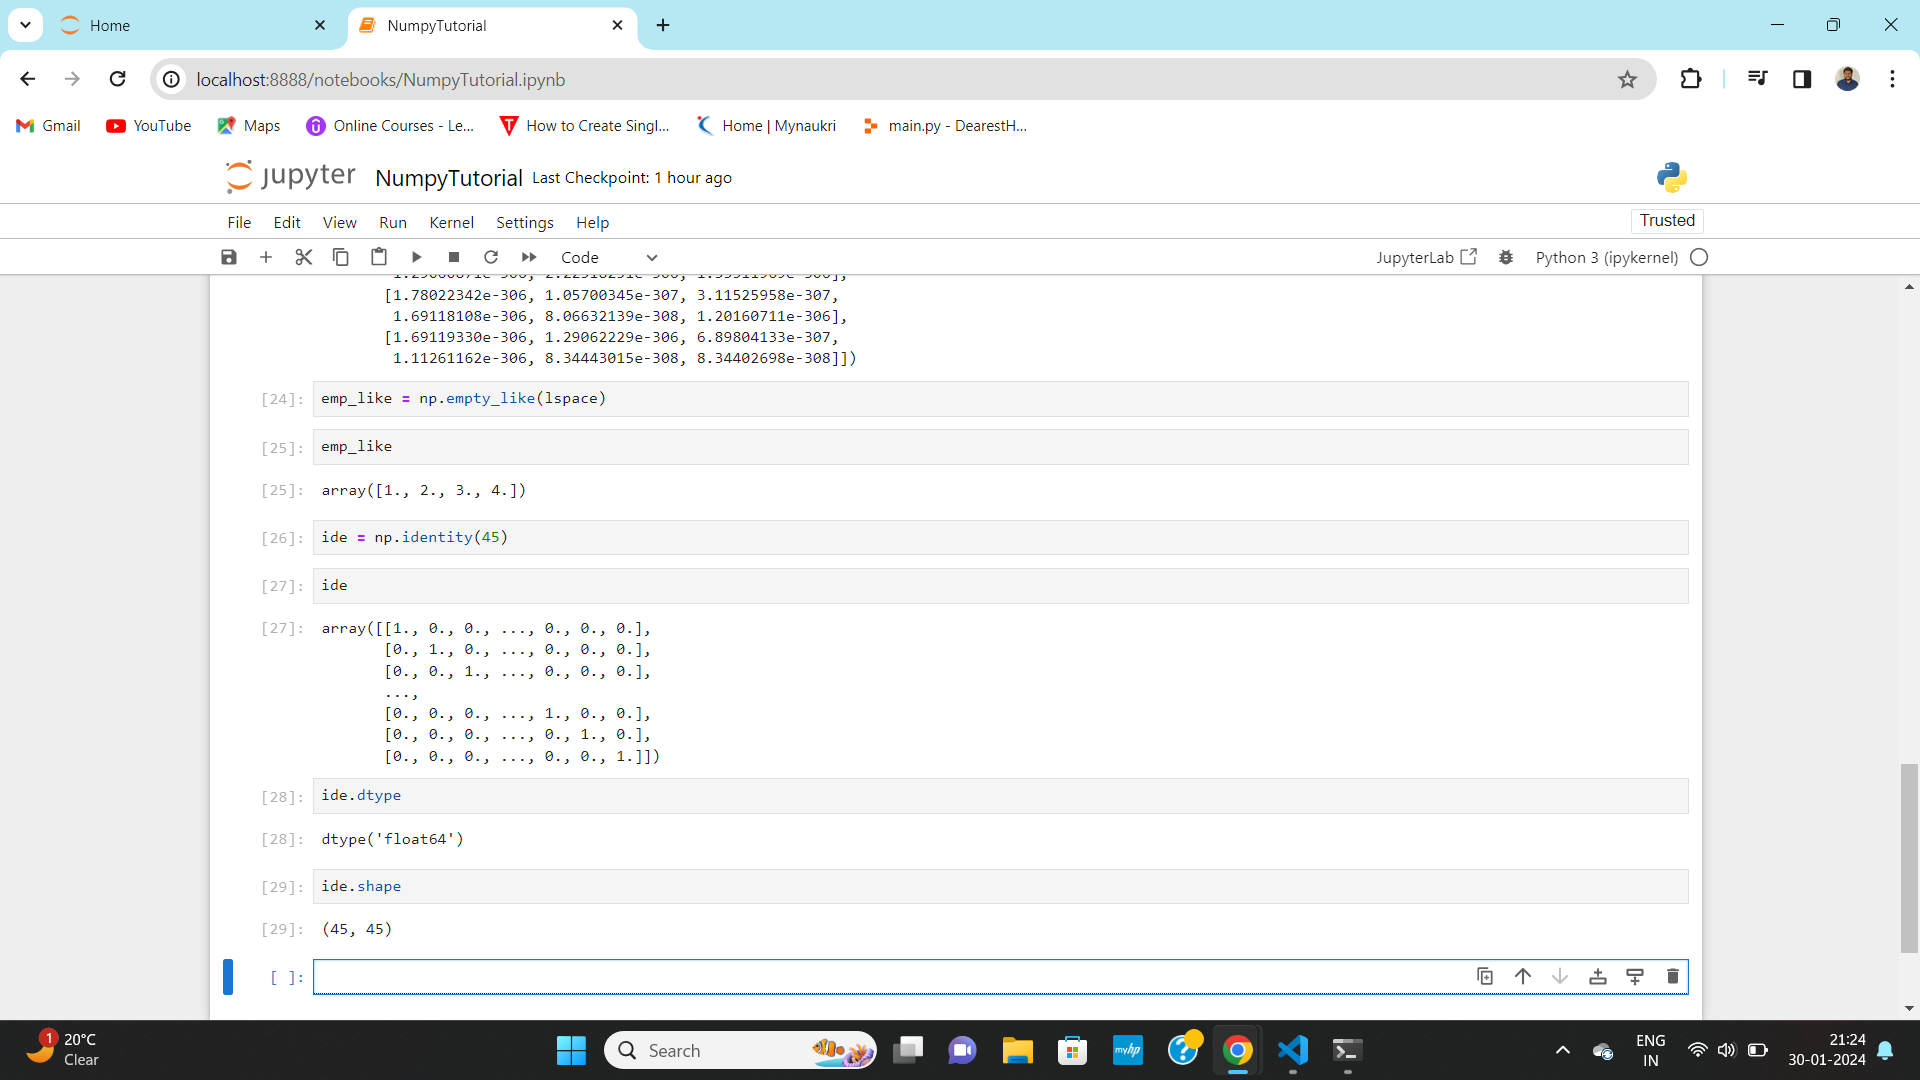 Home
NumpyTutorial
localhost:8888/notebooks/NumpyTutorial.ipynb
Gmail YouTube Maps Online Courses - Le... How to Create Singl... Home | Mynaukri main.py - DearestH...
jupyter NumpyTutorial Last Checkpoint: 1 hour ago
File Edit View Run Kernel Settings Help Trusted
Code JupyterLab Python 3 (ipykernel)
[1.78022342e-306, 1.05700345e-307, 3.11525958e-307,
1.69118108e-306, 8.06632139e-308, 1.20160711e-306],
[1.69119330e-306, 1.29062229e-306, 6.89804133e-307,
1.11261162e-306, 8.34443015e-308, 8.34402698e-308]])
[24]: emp_like = np.empty_like(lspace)
[25]: emp_like
[25]: array([1., 2., 3., 4.])
[26]: ide = np.identity(45)
[27]: ide
[27]: array([[1., 0., 0., ..., 0., 0., 0.],
[0., 1., 0., ..., 0., 0., 0.],
[0., 0., 1., ..., 0., 0., 0.],
...,
[0., 0., 0., ..., 1., 0., 0.],
[0., 0., 0., ..., 0., 1., 0.],
[0., 0., 0., ..., 0., 0., 1.]])
[28]: ide.dtype
[28]: dtype('float64')
[29]: ide.shape
[29]: (45, 45)
[ ]:
1 20°C
Clear
Search
myhp
ENG
IN
21:24
30-01-2024